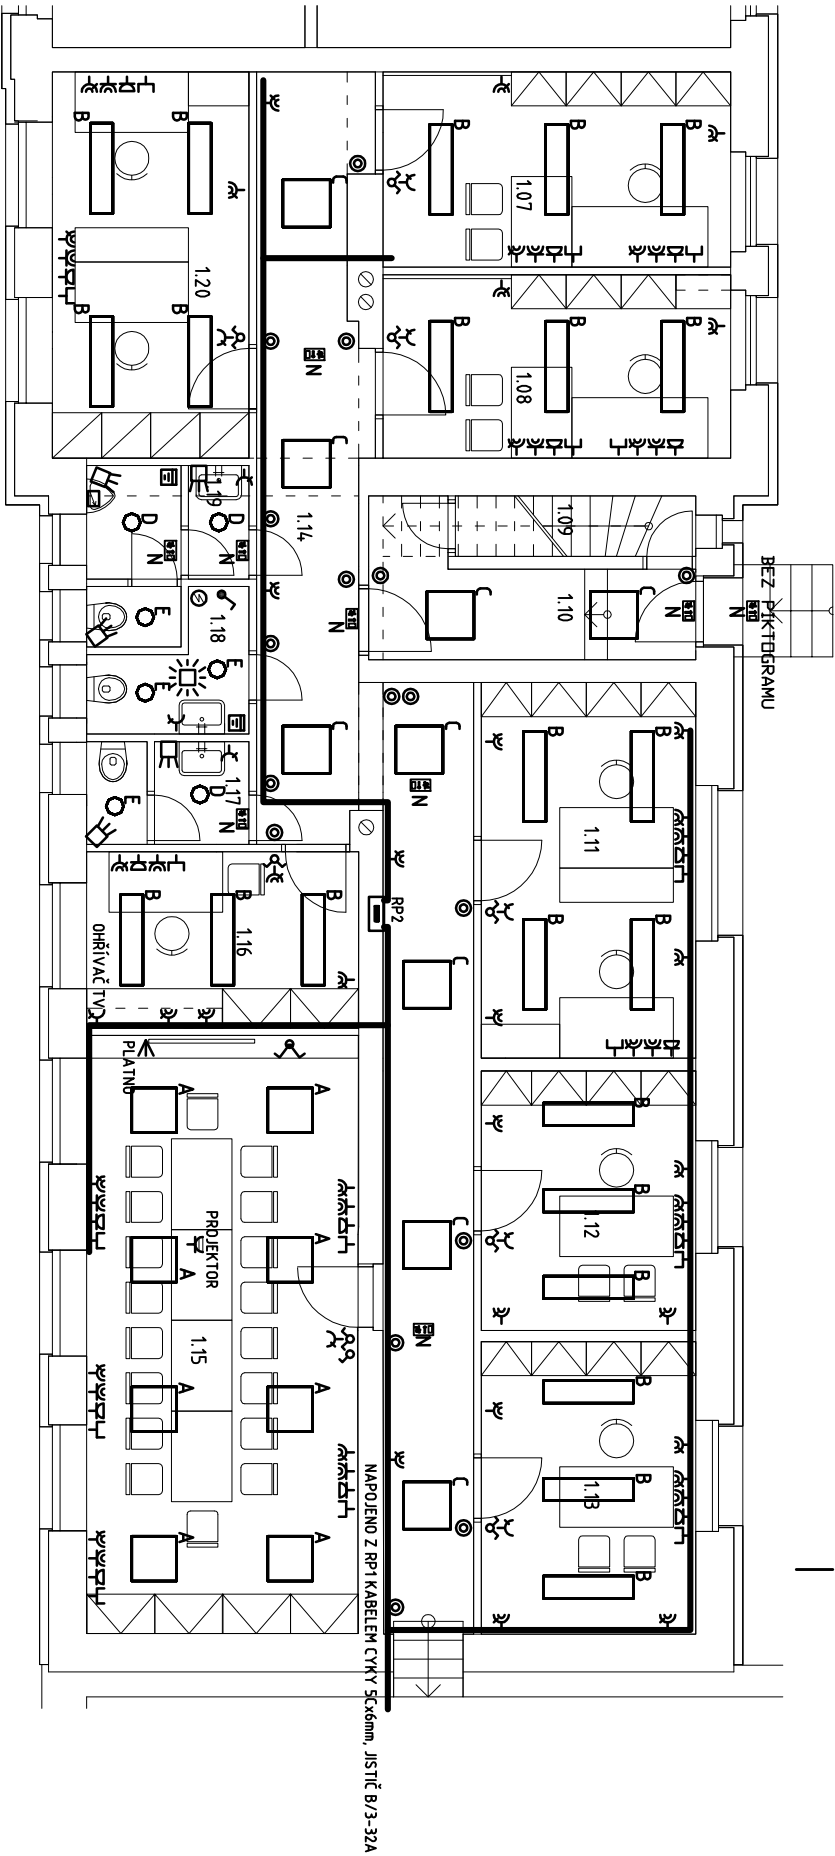 B
B
1.20
B
B
C
1.07
B
B
B
1.08
B
B
B
N
C
1.14
1.09
1.10
C
C
N
N
N
BEZ PIKTOGRAMU
1.19
D
D
N
N
1.18
E
E
E
1.17
D
E
N
C
C
N
1.11
B
B
B
B
RP2
1.16
B
B
B
OHŘÍVAČ TV
PLATNO
C
1.12
B
B
B
PROJEKTOR
1.15
A
A
A
A
A
A
A
A
C
N
1.13
B
B
B
C
NAPOJENO Z RP1 KABELEM CYKY 5Cx6mm, JISTIČ B/3-32A